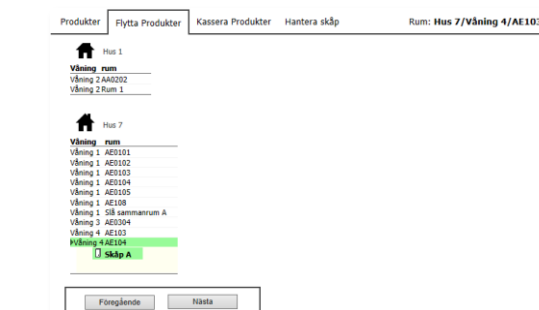 Produkter Flytta Produkter Kassera Produkter Hantera skåp Rum: Hus 7/Våning 4/AE103
Hus 1
Våning rum
Våning 2 AA0202
Våning 2 Rum 1
Hus 7
Våning rum
Våning 1 AE0101
Våning 1 AE0102
Våning 1 AE0103
Våning 1 AE0104
Våning 1 AE0105
Våning 1 AE108
Våning 1 Slå sammanrum A
Våning 3 AE0304
Våning 4 AE103
Våning 4 AE104
Skåp A
Föregående Nästa